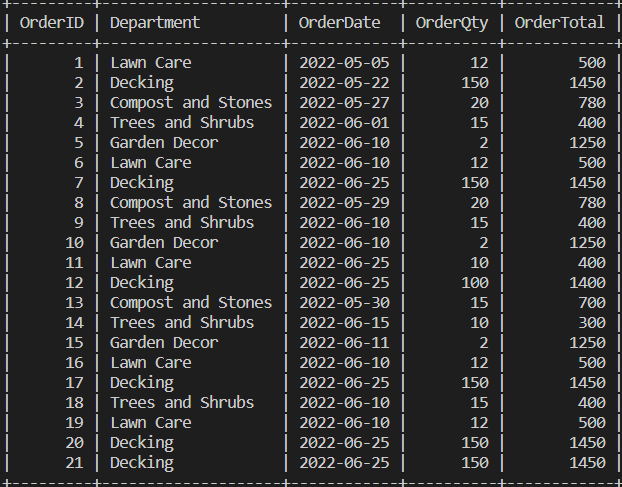 +---------+--------------------+------------+----------+------------+
| OrderID | Department         | OrderDate  | OrderQty | OrderTotal |
+---------+--------------------+------------+----------+------------+
|       1 | Lawn Care          | 2022-05-05 |       12 |        500 |
|       2 | Decking            | 2022-05-22 |      150 |       1450 |
|       3 | Compost and Stones | 2022-05-27 |       20 |        780 |
|       4 | Trees and Shrubs   | 2022-06-01 |       15 |        400 |
|       5 | Garden Decor       | 2022-06-10 |        2 |       1250 |
|       6 | Lawn Care          | 2022-06-10 |       12 |        500 |
|       7 | Decking            | 2022-06-25 |      150 |       1450 |
|       8 | Compost and Stones | 2022-05-29 |       20 |        780 |
|       9 | Trees and Shrubs   | 2022-06-10 |       15 |        400 |
|      10 | Garden Decor       | 2022-06-10 |        2 |       1250 |
|      11 | Lawn Care          | 2022-06-25 |       10 |        400 |
|      12 | Decking            | 2022-06-25 |      100 |       1400 |
|      13 | Compost and Stones | 2022-05-30 |       15 |        700 |
|      14 | Trees and Shrubs   | 2022-06-15 |       10 |        300 |
|      15 | Garden Decor       | 2022-06-11 |        2 |       1250 |
|      16 | Lawn Care          | 2022-06-10 |       12 |        500 |
|      17 | Decking            | 2022-06-25 |      150 |       1450 |
|      18 | Trees and Shrubs   | 2022-06-10 |       15 |        400 |
|      19 | Lawn Care          | 2022-06-10 |       12 |        500 |
|      20 | Decking            | 2022-06-25 |      150 |       1450 |
|      21 | Decking            | 2022-06-25 |      150 |       1450 |
+---------+--------------------+------------+----------+------------+